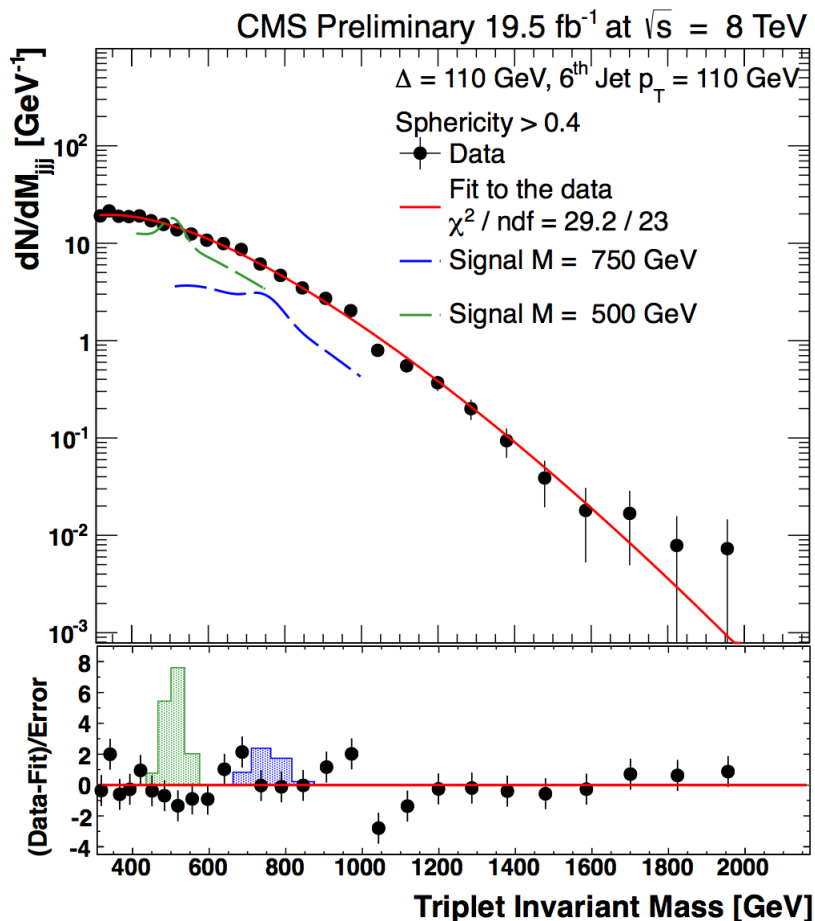 CMS Preliminary 19.5 fb⁻¹ at √s = 8 TeV
dN/dM_jjj [GeV⁻¹]
Δ = 110 GeV, 6ᵗʰ Jet p_T = 110 GeV
Sphericity > 0.4
Data
Fit to the data
χ² / ndf = 29.2 / 23
Signal M = 750 GeV
Signal M = 500 GeV
10²
10
1
10⁻¹
10⁻²
10⁻³
(Data-Fit)/Error
8
6
4
2
0
-2
-4
400 600 800 1000 1200 1400 1600 1800 2000
Triplet Invariant Mass [GeV]